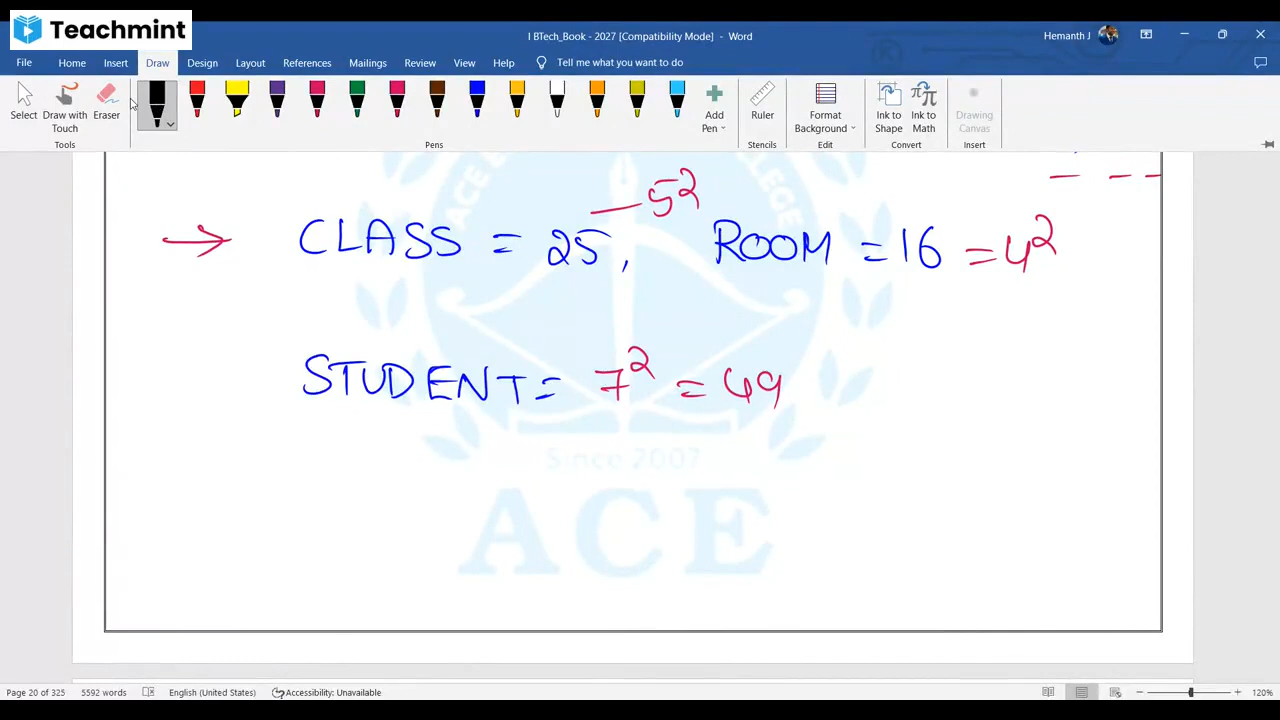 Teachmint
I BTech_Book - 2027 [Compatibility Mode] - Word
Hemanth J
File Home Insert Draw Design Layout References Mailings Review View Help Tell me what you want to do
Select
Draw with Touch
Eraser
Add Pen
Ruler
Format Background
Ink to Shape
Ink to Math
Drawing Canvas
Tools Pens Stencils Edit Convert Insert
5²
→ CLASS = 25, ROOM = 16 = 4²
STUDENT = 7² = 49
Since 2007
ACE
Page 20 of 325 5592 words English (United States) Accessibility: Unavailable 120%